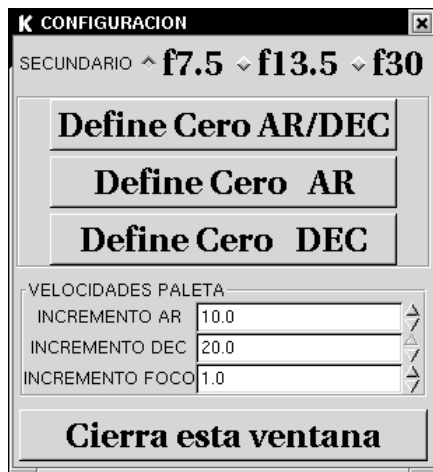 K CONFIGURACION
SECUNDARIO f7.5 f13.5 f30
Define Cero AR/DEC
Define Cero AR
Define Cero DEC
VELOCIDADES PALETA
INCREMENTO AR 10.0
INCREMENTO DEC 20.0
INCREMENTO FOCO 1.0
Cierra esta ventana